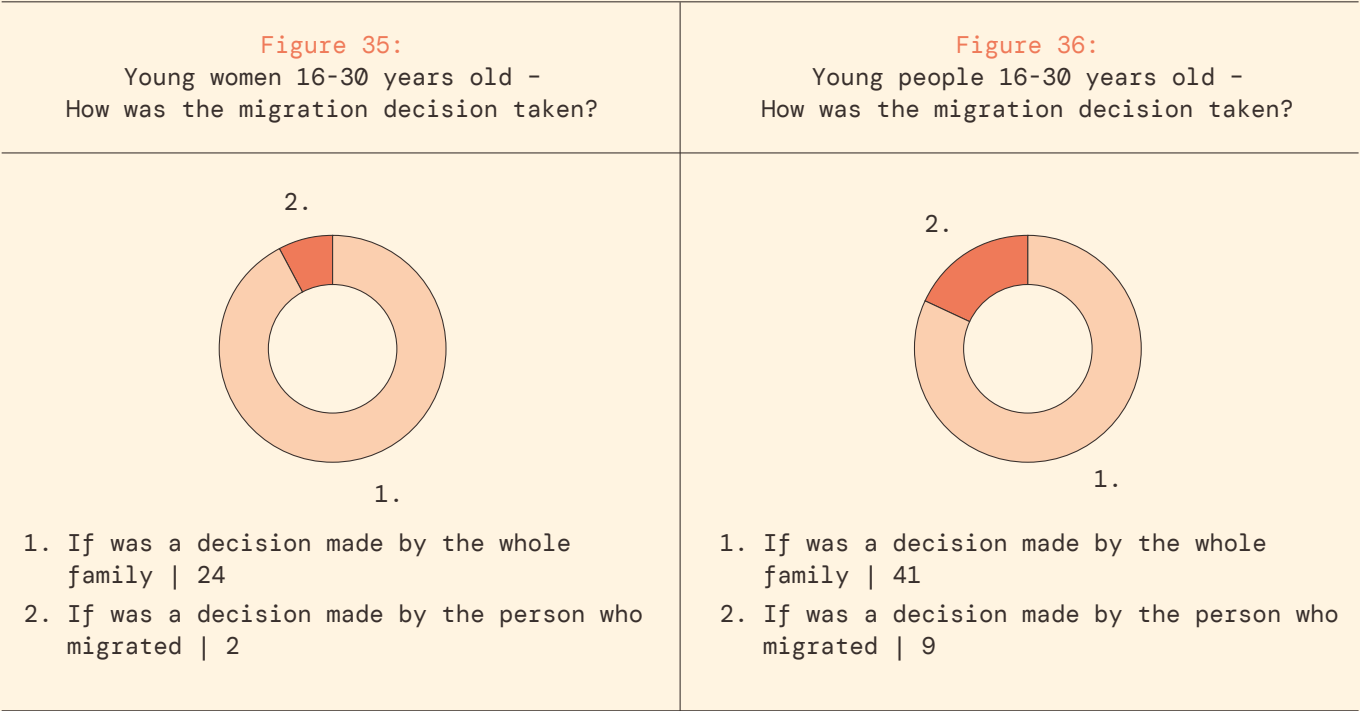 Figure 35:
Young women 16-30 years old –
How was the migration decision taken?
2.
1.
1. If was a decision made by the whole
family | 24
2. If was a decision made by the person who
migrated | 2
Figure 36:
Young people 16-30 years old –
How was the migration decision taken?
2.
1.
1. If was a decision made by the whole
family | 41
2. If was a decision made by the person who
migrated | 9